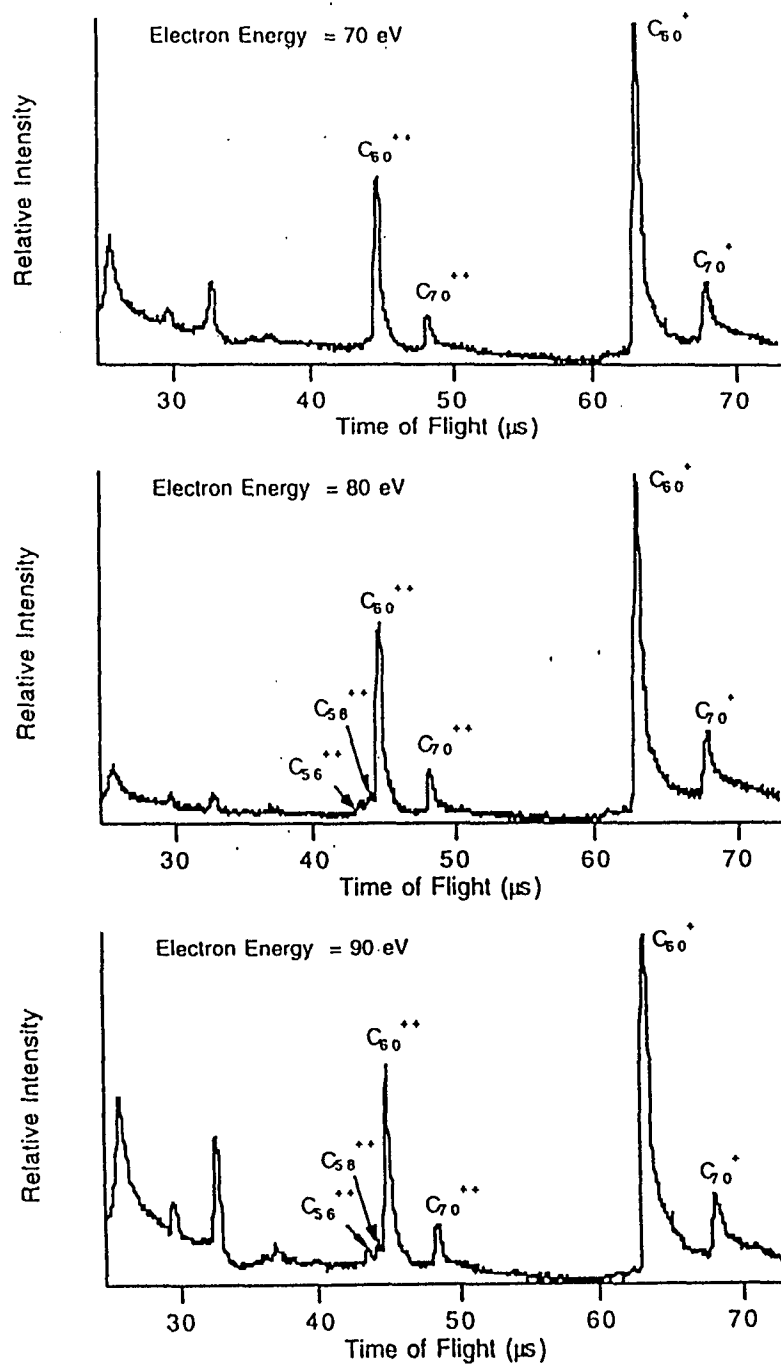 Electron Energy = 70 eV
C60+
C60++
C70++
C70+
Relative Intensity
30 40 50 60 70
Time of Flight (μs)
Electron Energy = 80 eV
C60+
C60++
C58++
C56++
C70++
C70+
Relative Intensity
30 40 50 60 70
Time of Flight (μs)
Electron Energy = 90 eV
C60+
C60++
C58++
C56++
C70++
C70+
Relative Intensity
30 40 50 60 70
Time of Flight (μs)